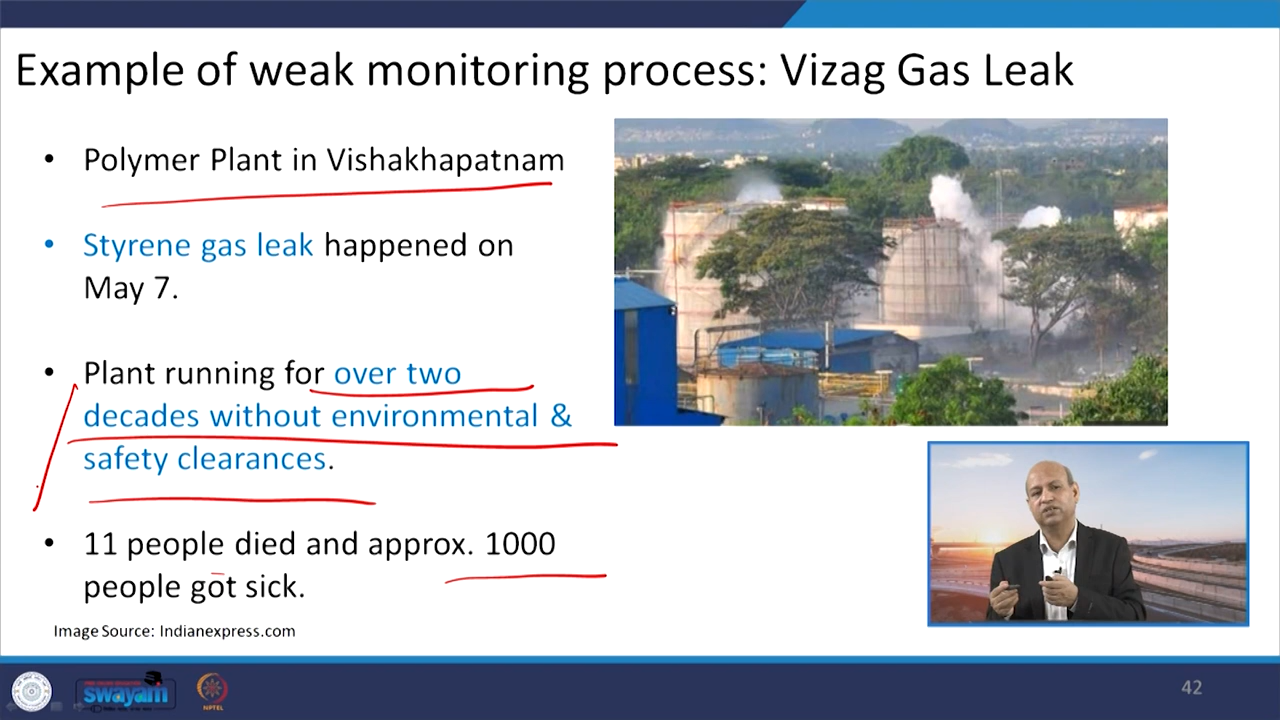 Example of weak monitoring process: Vizag Gas Leak
• Polymer Plant in Vishakhapatnam
• Styrene gas leak happened on
May 7.
• Plant running for over two
decades without environmental &
safety clearances.
• 11 people died and approx. 1000
people got sick.
Image Source: Indianexpress.com
swayam
NPTEL
42